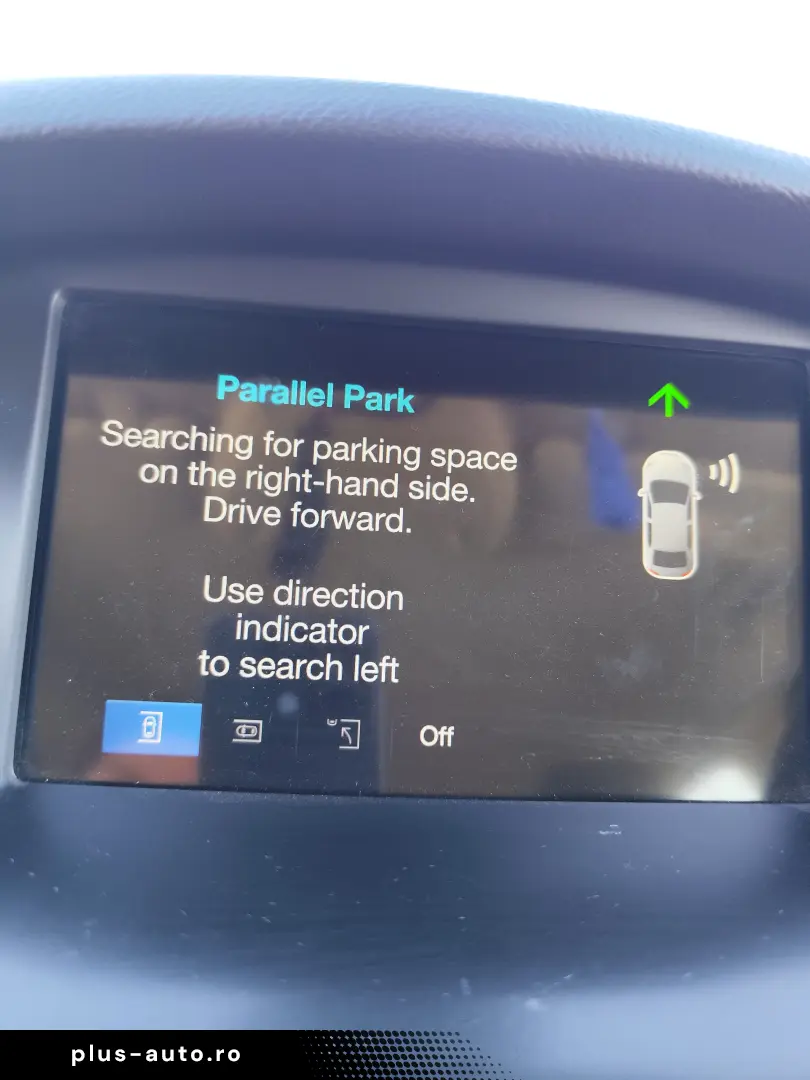 Parallel Park
Searching for parking space
on the right-hand side.
Drive forward.
Use direction
indicator
to search left
Off
plus-auto.ro